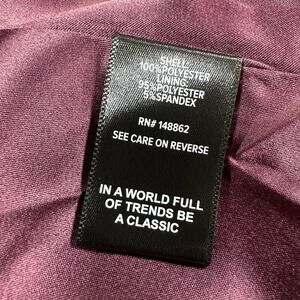 SHELL:
100%POLYESTER
LINING:
95%POLYESTER
5%SPANDEX
RN# 148862
SEE CARE ON REVERSE
IN A WORLD FULL
OF TRENDS BE
A CLASSIC